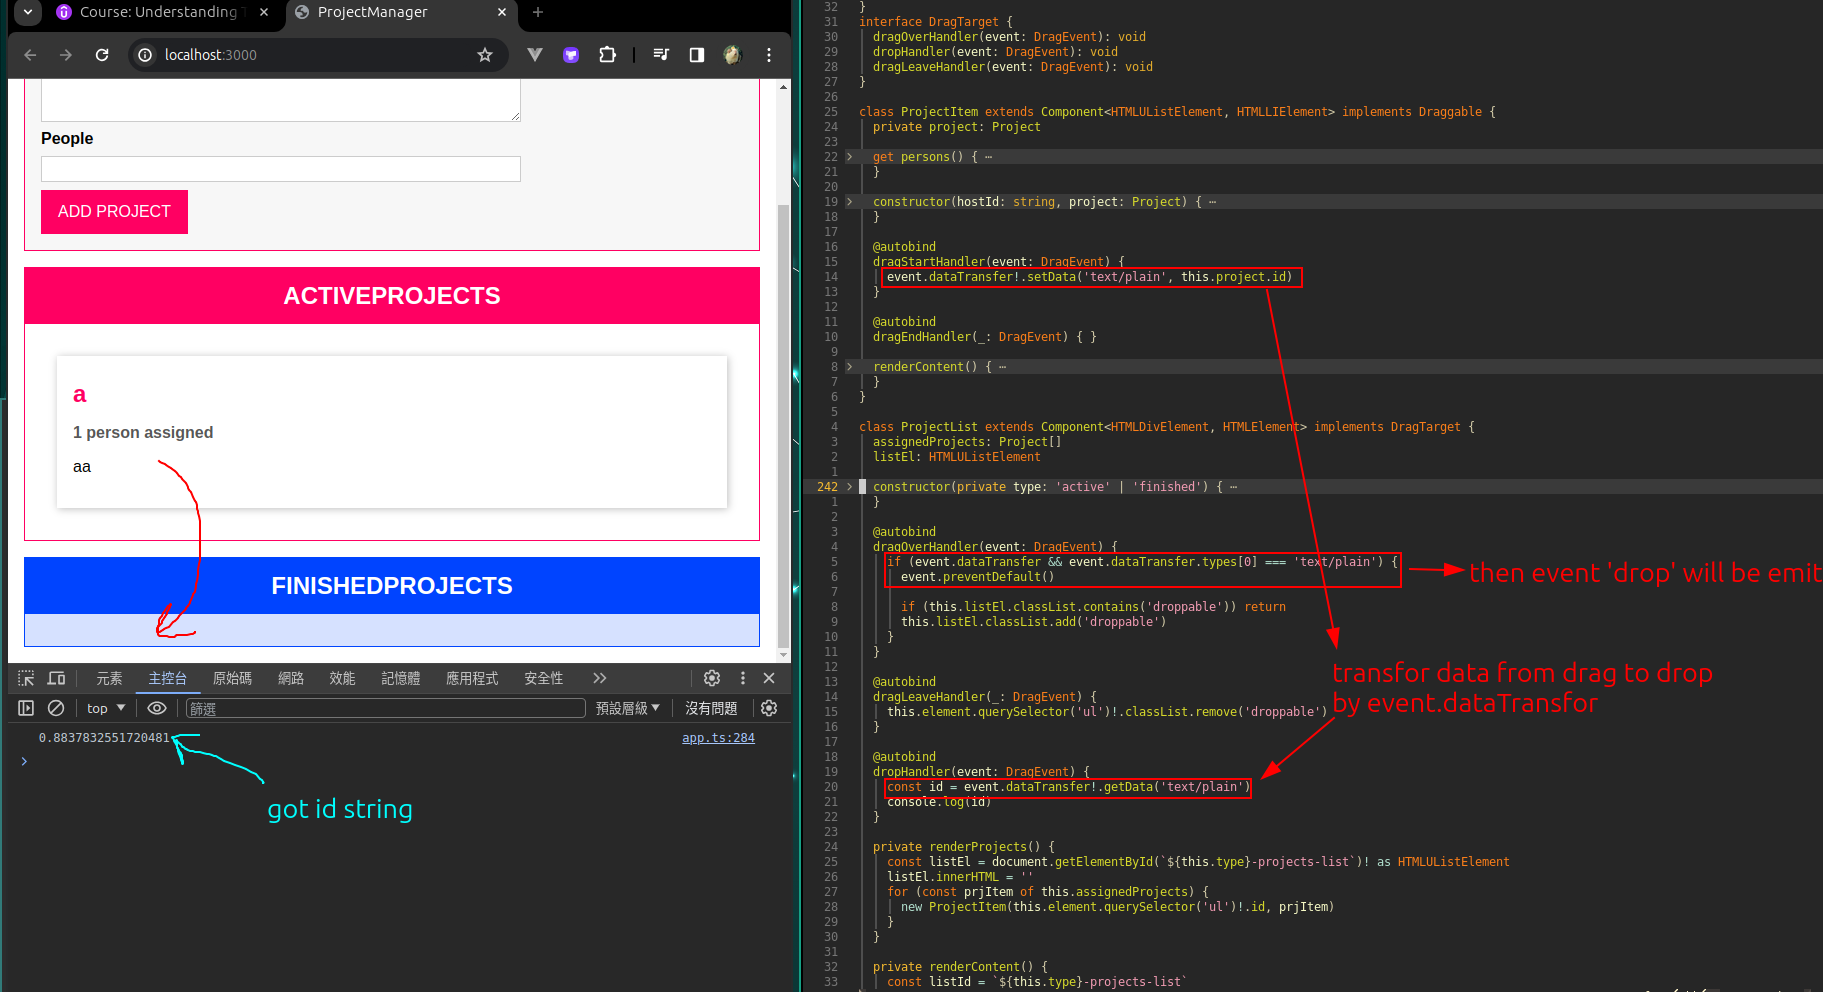 Course: Understanding T
ProjectManager
localhost:3000
People
ADD PROJECT
ACTIVEPROJECTS
a
1 person assigned
aa
FINISHEDPROJECTS
元素
主控台
原始碼
網路
效能
記憶體
應用程式
安全性
top
篩選
預設層級
沒有問題
0.8837832551720481
app.ts:284
got id string
32 }
31 interface DragTarget {
30 dragOverHandler(event: DragEvent): void
29 dropHandler(event: DragEvent): void
28 dragLeaveHandler(event: DragEvent): void
27 }
26
25 class ProjectItem extends Component<HTMLUListElement, HTMLLIElement> implements Draggable {
24 private project: Project
23
22 get persons() { ⋯
21 }
20
19 constructor(hostId: string, project: Project) { ⋯
18 }
17
16 @autobind
15 dragStartHandler(event: DragEvent) {
14 event.dataTransfer!.setData('text/plain', this.project.id)
13 }
12
11 @autobind
10 dragEndHandler(_: DragEvent) { }
9
8 renderContent() { ⋯
7 }
6 }
5
4 class ProjectList extends Component<HTMLDivElement, HTMLElement> implements DragTarget {
3 assignedProjects: Project[]
2 listEl: HTMLUListElement
1
242 constructor(private type: 'active' | 'finished') { ⋯
1 }
2
3 @autobind
4 dragOverHandler(event: DragEvent) {
5 if (event.dataTransfer && event.dataTransfer.types[0] === 'text/plain') {
6 event.preventDefault()
then event 'drop' will be emit
7
8 if (this.listEl.classList.contains('droppable')) return
9 this.listEl.classList.add('droppable')
10 }
11 }
12
13 @autobind
14 dragLeaveHandler(_: DragEvent) {
15 this.element.querySelector('ul')!.classList.remove('droppable')
16 }
transfor data from drag to drop
by event.dataTransfor
17
18 @autobind
19 dropHandler(event: DragEvent) {
20 const id = event.dataTransfer!.getData('text/plain')
21 console.log(id)
22 }
23
24 private renderProjects() {
25 const listEl = document.getElementById(`${this.type}-projects-list`)! as HTMLUListElement
26 listEl.innerHTML = ''
27 for (const prjItem of this.assignedProjects) {
28 new ProjectItem(this.element.querySelector('ul')!.id, prjItem)
29 }
30 }
31
32 private renderContent() {
33 const listId = `${this.type}-projects-list`